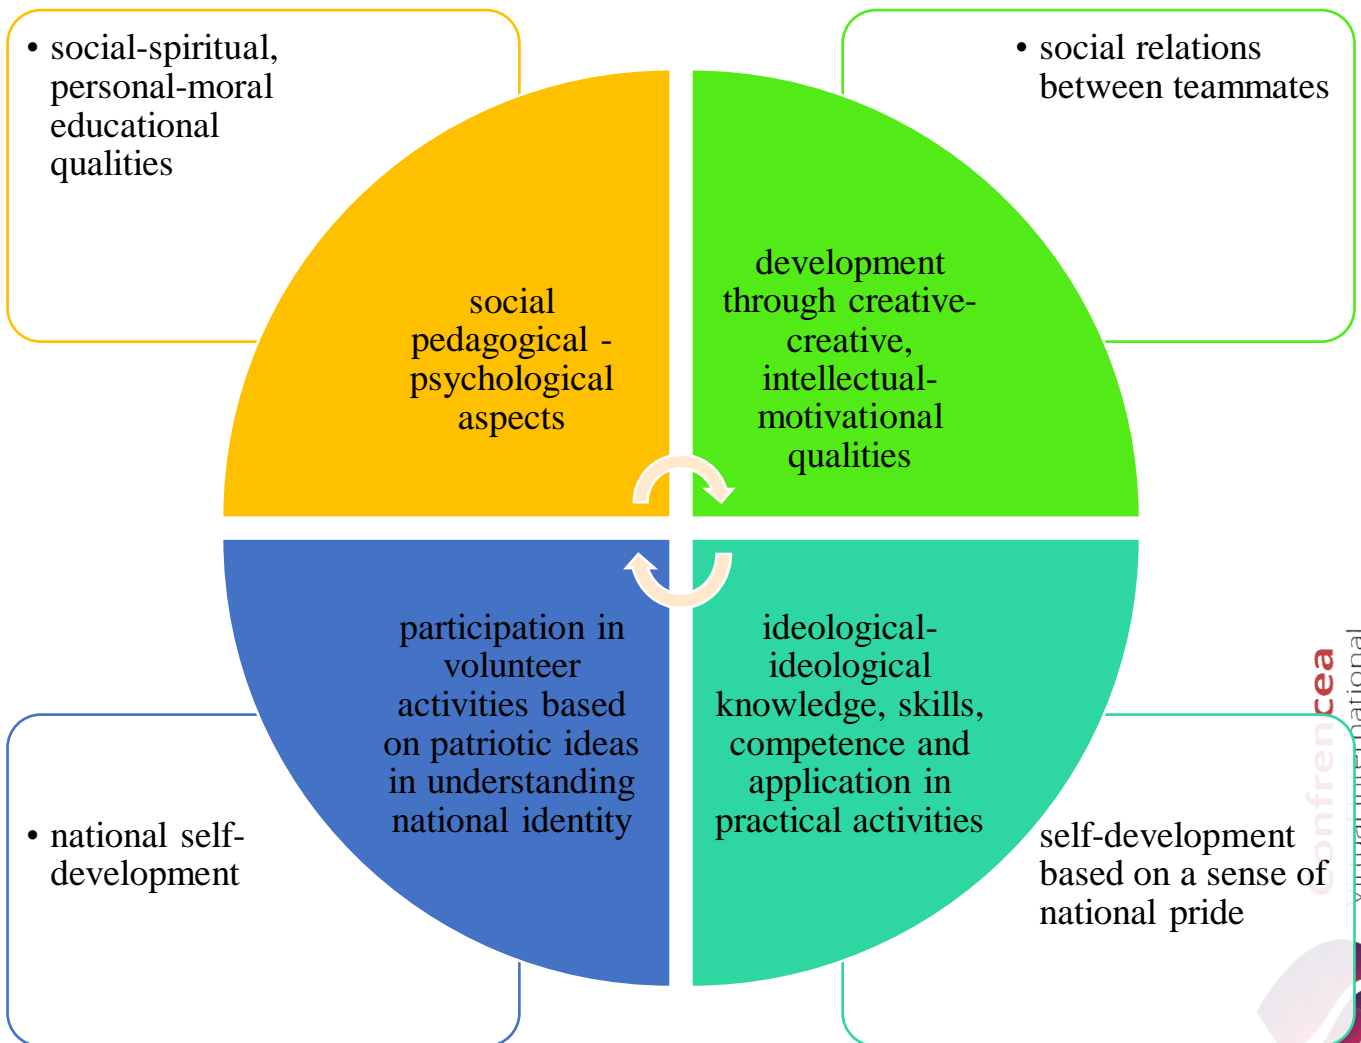 • social-spiritual,
personal-moral
educational
qualities
• social relations
between teammates
social
pedagogical -
psychological
aspects
development
through creative-
creative,
intellectual-
motivational
qualities
participation in
volunteer
activities based
on patriotic ideas
in understanding
national identity
ideological-
ideological
knowledge, skills,
competence and
application in
practical activities
• national self-
development
self-development
based on a sense of
national pride
Confrencea
Virtual International